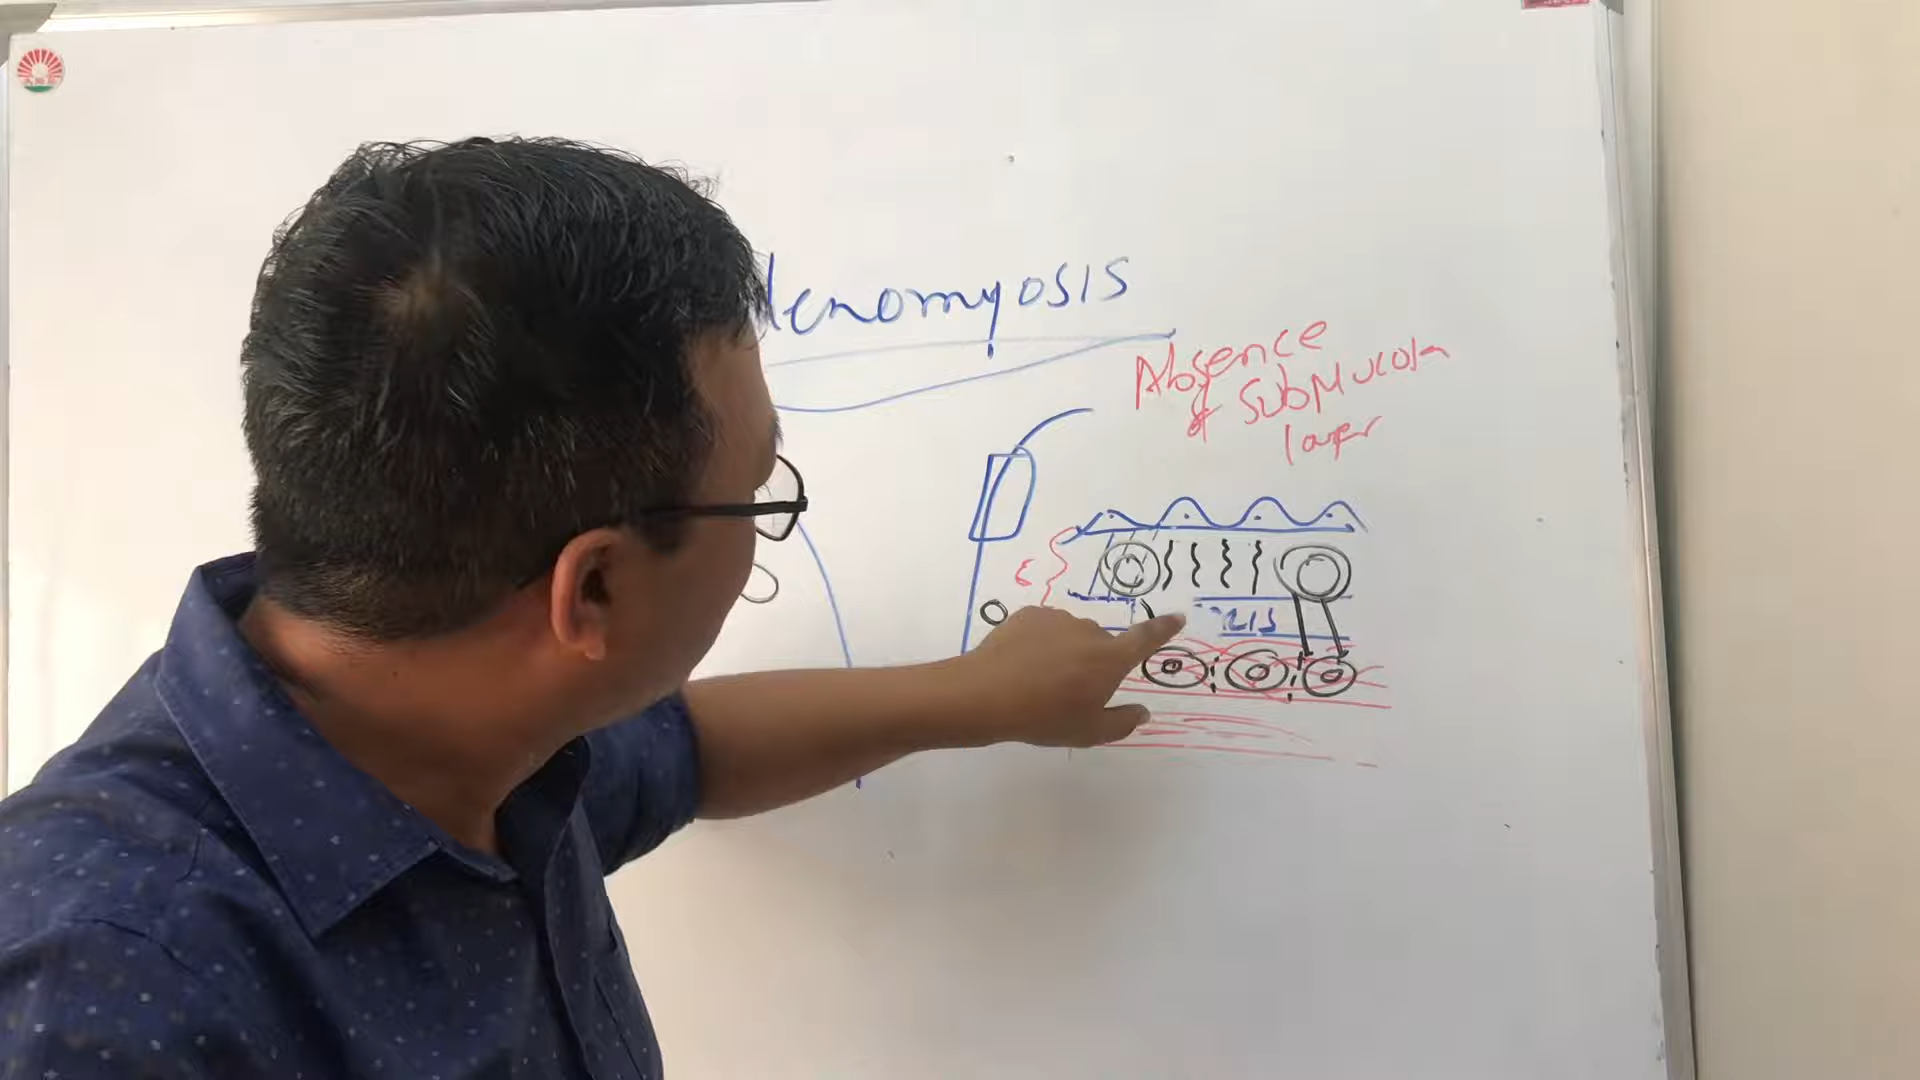 denomyosis
Absence
of SubMucosa
layer